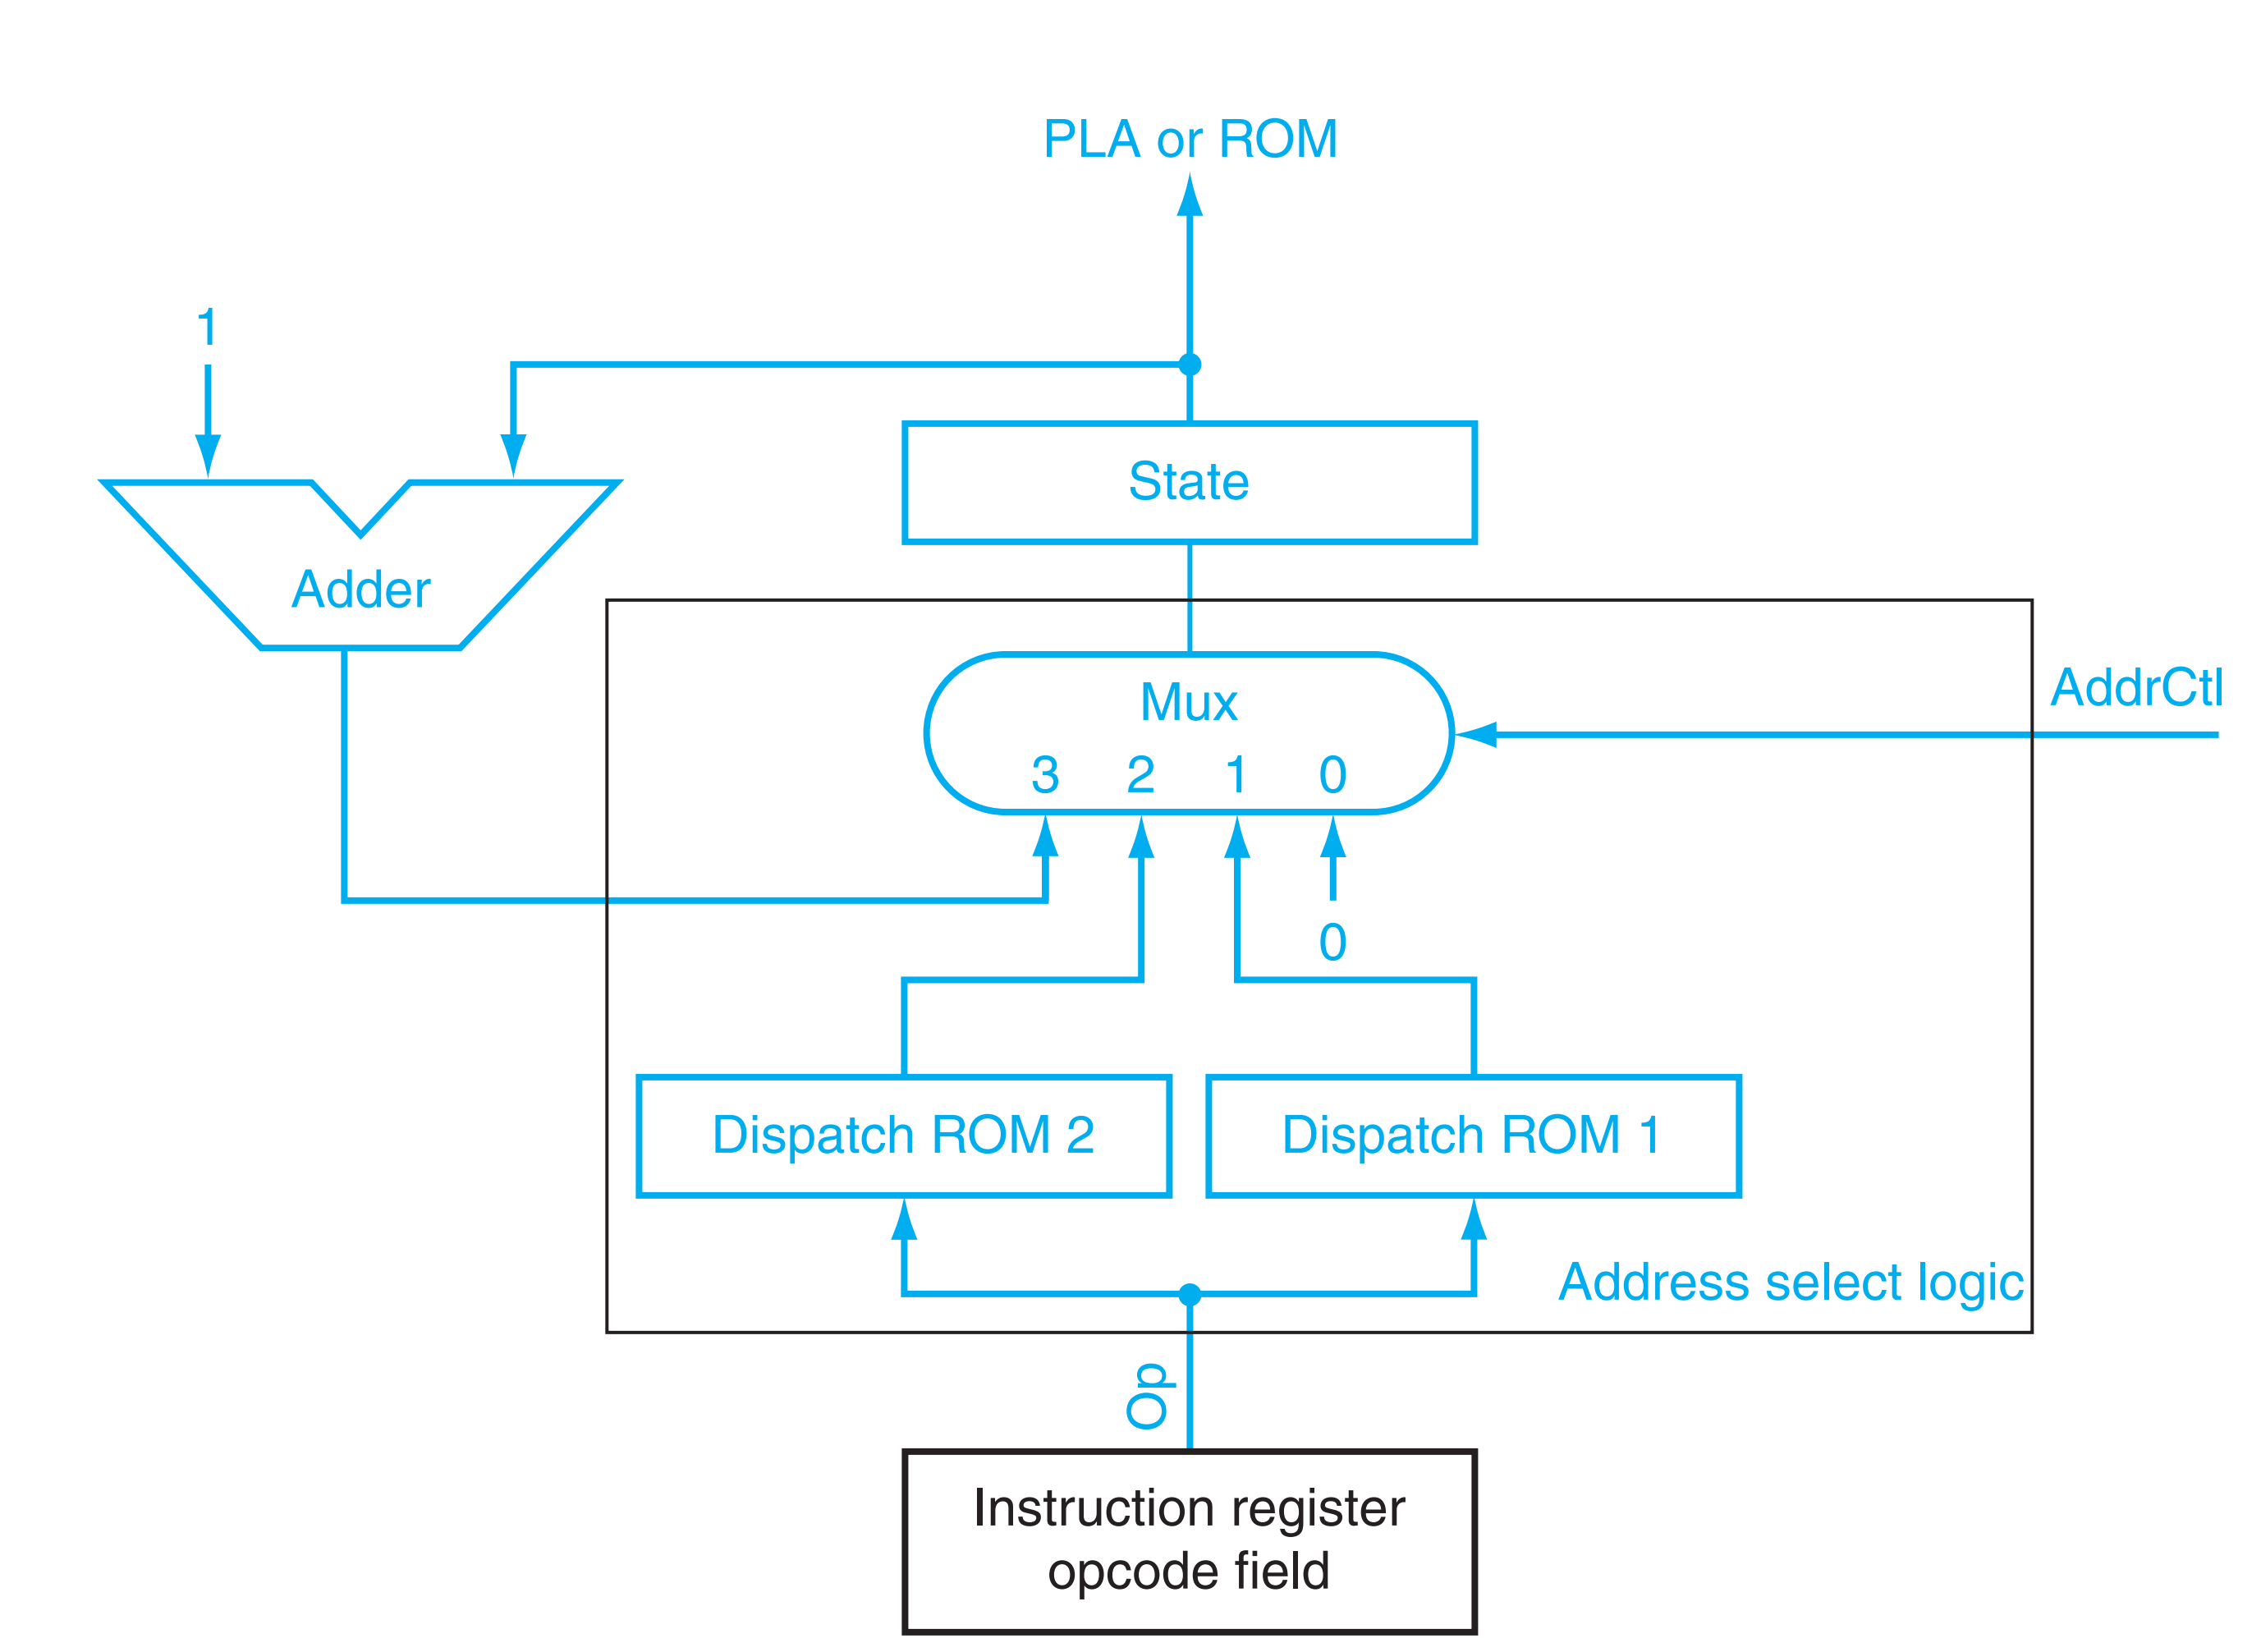 PLA or ROM
1
State
Adder
Mux
3 2 1 0
AddrCtl
0
Dispatch ROM 2
Dispatch ROM 1
Address select logic
Op
Instruction register
opcode field